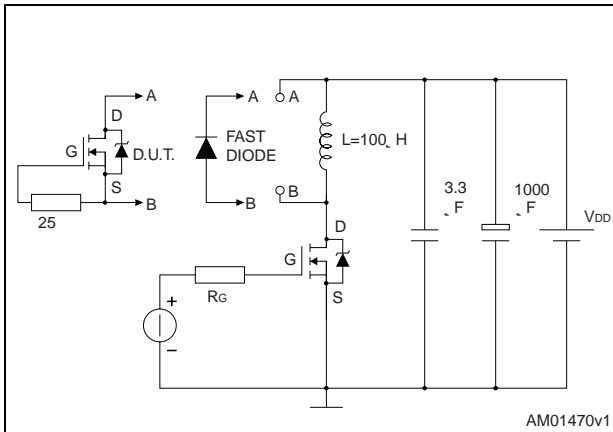 A
D
G
D.U.T.
S
B
25
A
FAST
DIODE
B
A
B
L=100 H
D
G
S
RG
+
–
3.3
F
1000
F
VDD
AM01470v1